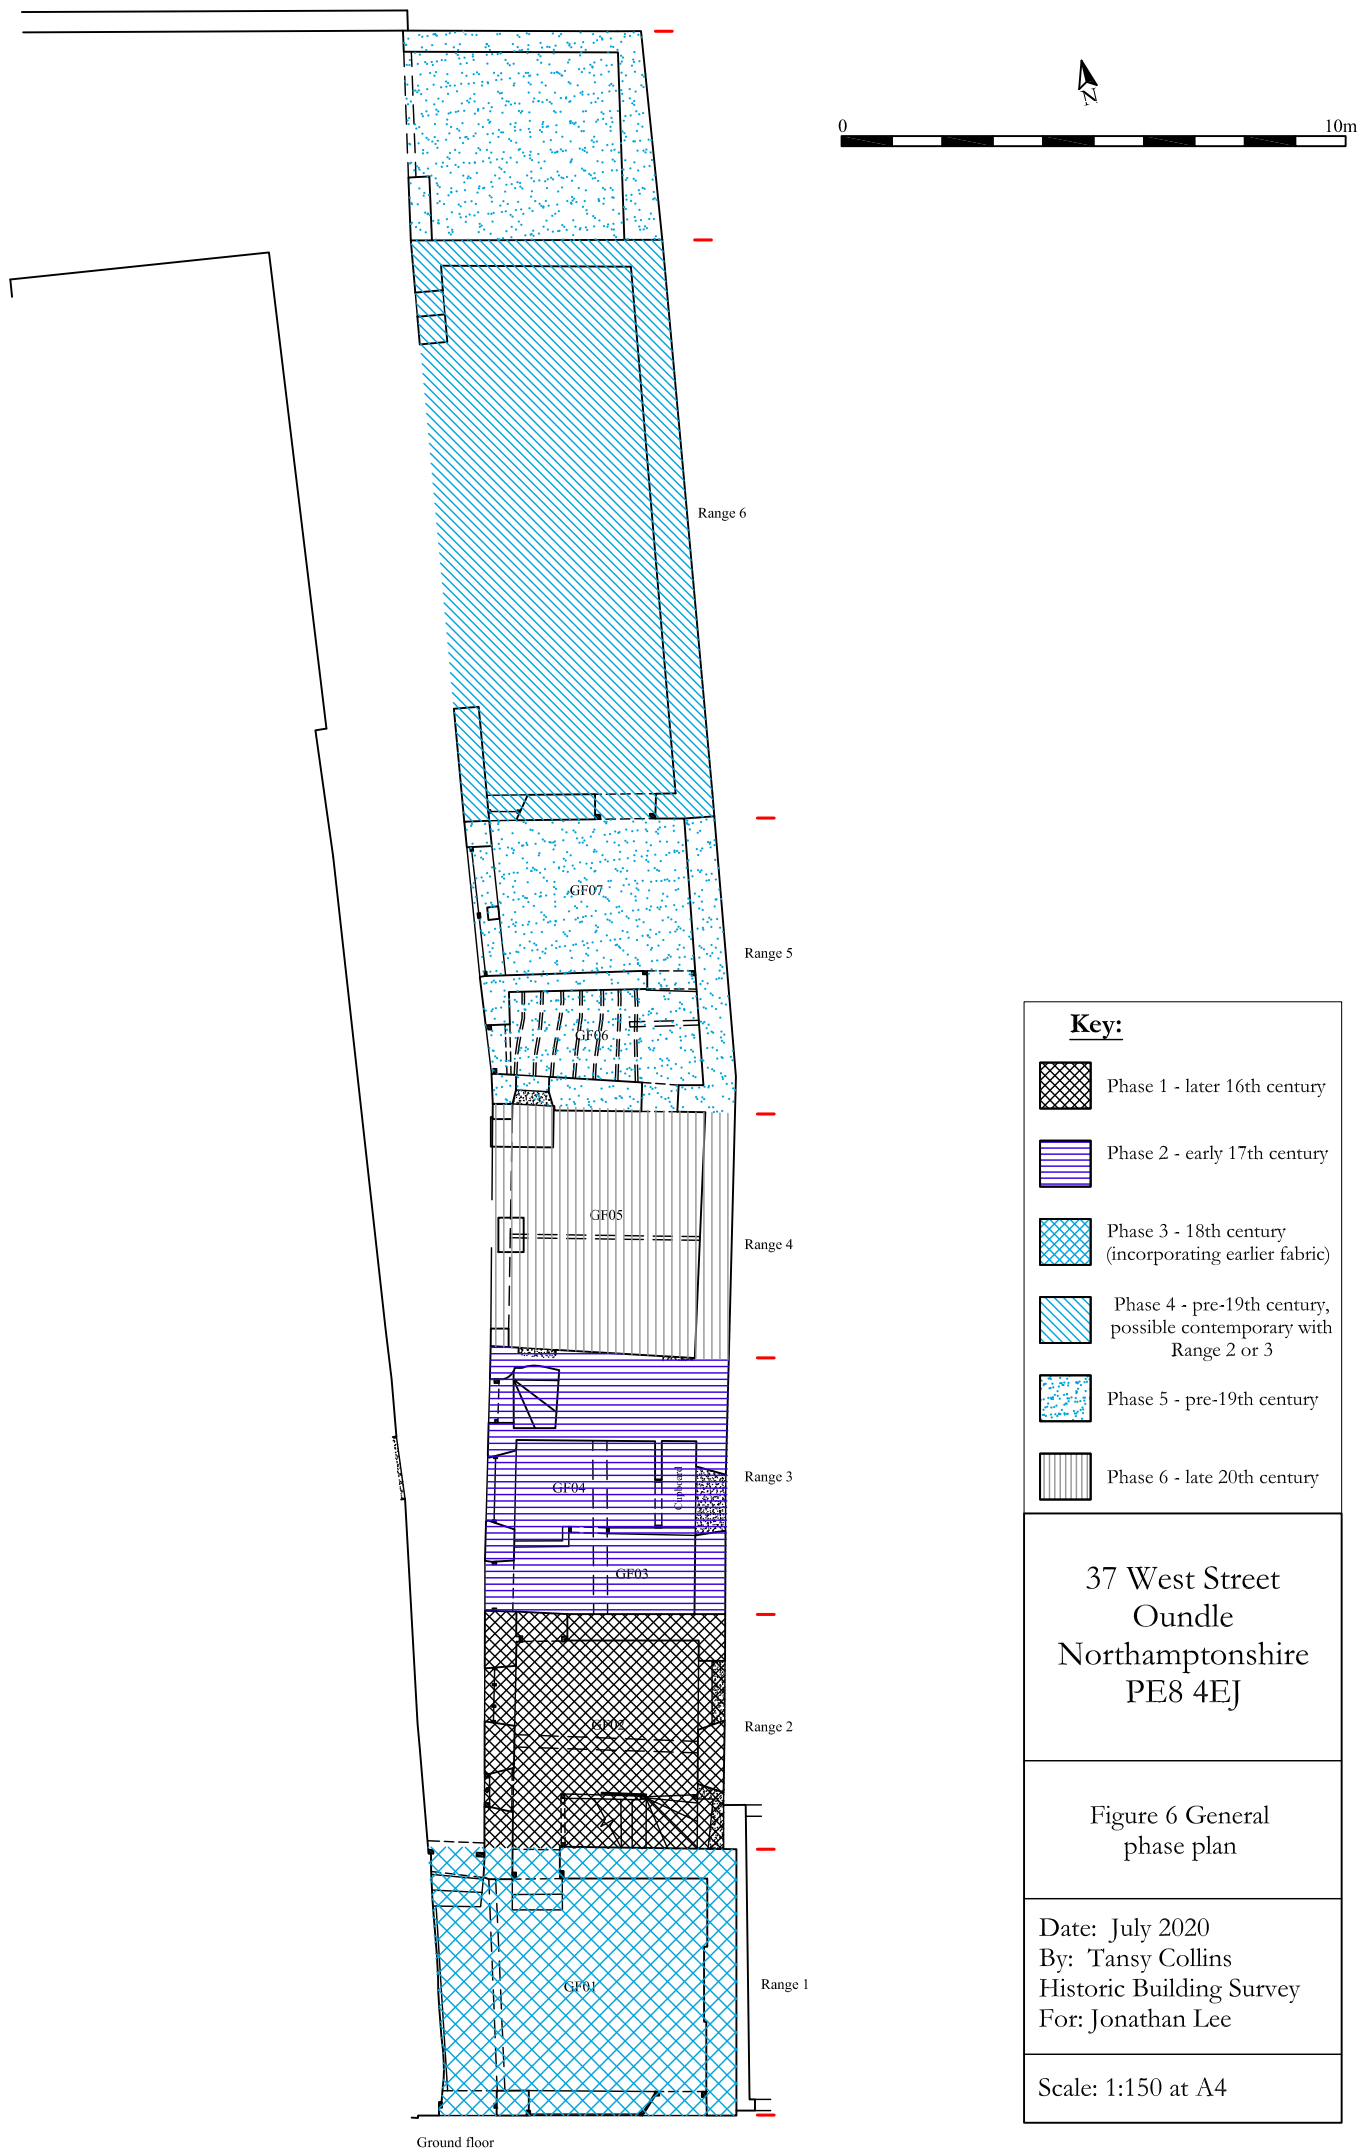 N
0
10m
Range 6
GF07
Range 5
GF06
GF05
Range 4
GF04
Cupboard
Range 3
GF03
GF02
Range 2
GF01
Range 1
Ground floor
Key:
Phase 1 - later 16th century
Phase 2 - early 17th century
Phase 3 - 18th century
(incorporating earlier fabric)
Phase 4 - pre-19th century,
possible contemporary with
Range 2 or 3
Phase 5 - pre-19th century
Phase 6 - late 20th century
37 West Street
Oundle
Northamptonshire
PE8 4EJ
Figure 6 General
phase plan
Date: July 2020
By: Tansy Collins
Historic Building Survey
For: Jonathan Lee
Scale: 1:150 at A4